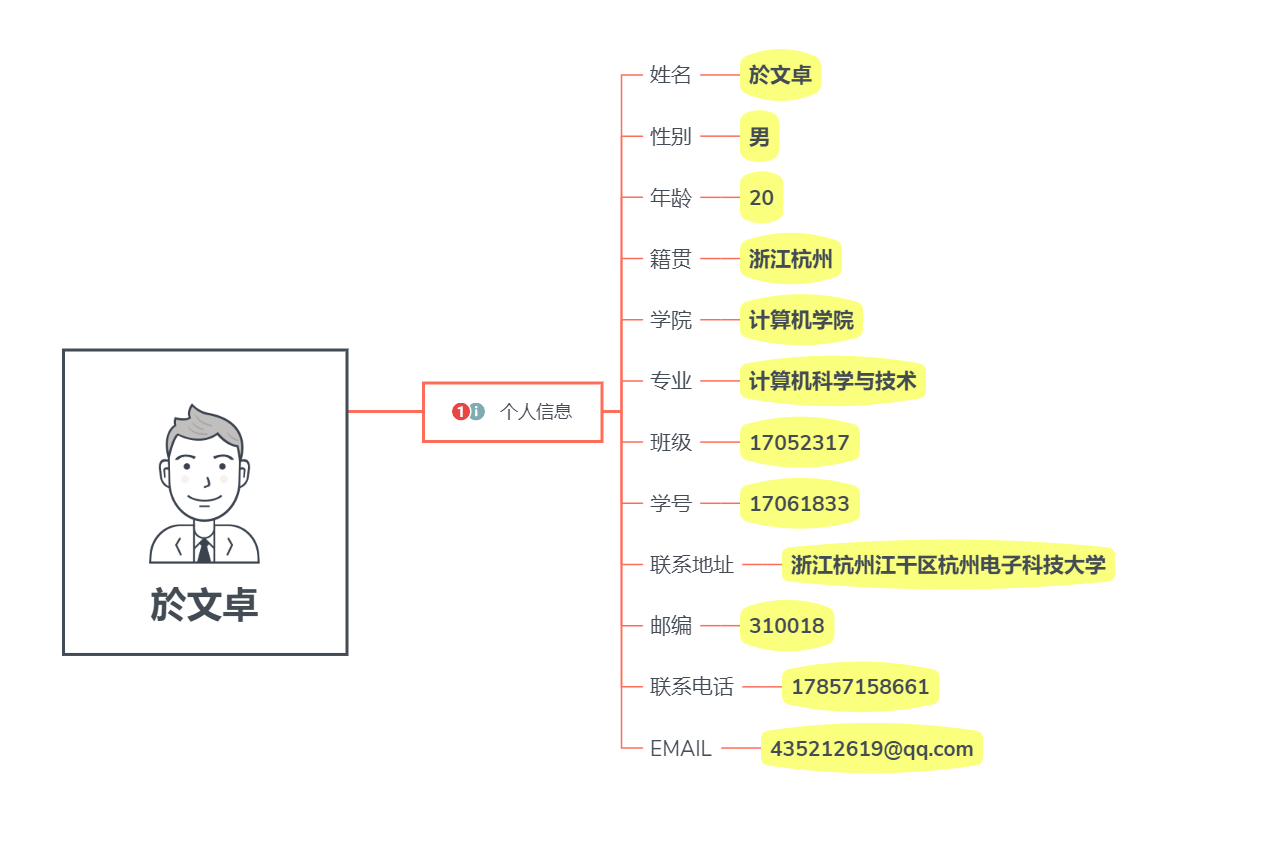 於文卓
个人信息
姓名 於文卓
性别 男
年龄 20
籍贯 浙江杭州
学院 计算机学院
专业 计算机科学与技术
班级 17052317
学号 17061833
联系地址 浙江杭州江干区杭州电子科技大学
邮编 310018
联系电话 17857158661
EMAIL 435212619@qq.com